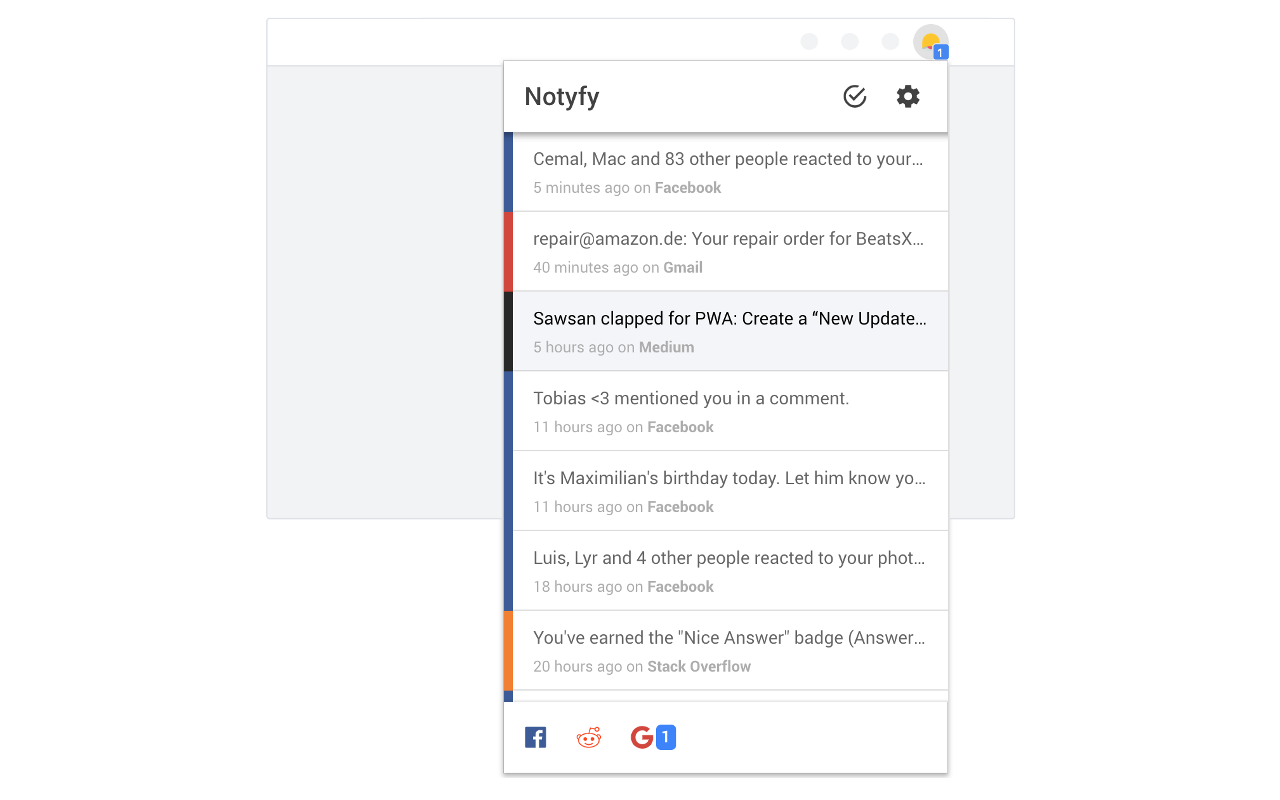 1
Notyfy
Cemal, Mac and 83 other people reacted to your...
5 minutes ago on Facebook
repair@amazon.de: Your repair order for BeatsX...
40 minutes ago on Gmail
Sawsan clapped for PWA: Create a “New Update...
5 hours ago on Medium
Tobias <3 mentioned you in a comment.
11 hours ago on Facebook
It's Maximilian's birthday today. Let him know yo...
11 hours ago on Facebook
Luis, Lyr and 4 other people reacted to your phot...
18 hours ago on Facebook
You've earned the "Nice Answer" badge (Answer...
20 hours ago on Stack Overflow
1